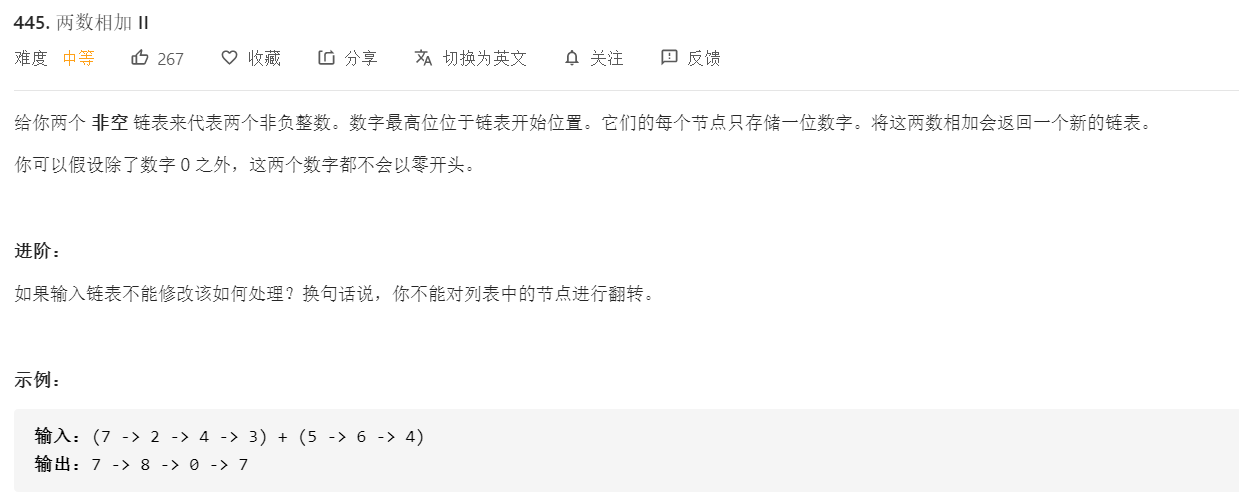 445. 两数相加 II
难度 中等 267 收藏 分享 切换为英文 关注 反馈
给你两个 非空 链表来代表两个非负整数。数字最高位位于链表开始位置。它们的每个节点只存储一位数字。将这两数相加会返回一个新的链表。
你可以假设除了数字 0 之外，这两个数字都不会以零开头。
进阶：
如果输入链表不能修改该如何处理？换句话说，你不能对列表中的节点进行翻转。
示例：
输入：(7 -> 2 -> 4 -> 3) + (5 -> 6 -> 4)
输出：7 -> 8 -> 0 -> 7